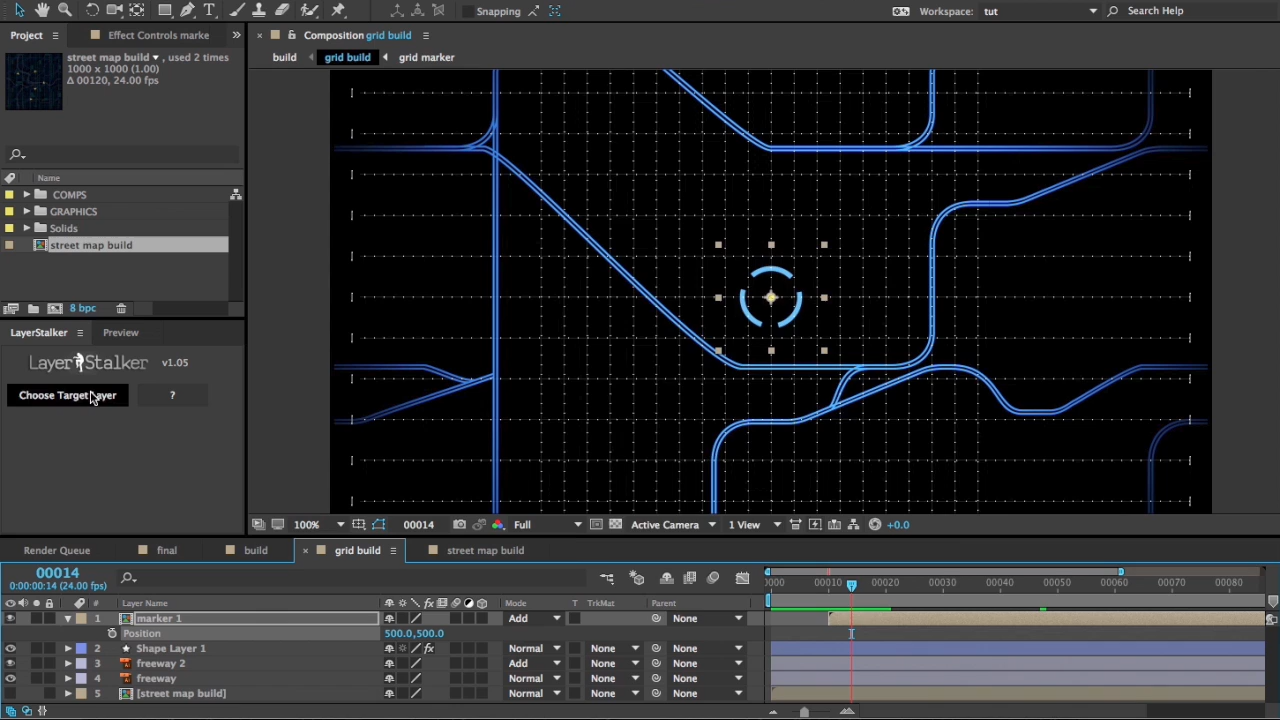 Snapping
Workspace: tut
Search Help
Project
Effect Controls marke
Composition grid build
street map build , used 2 times
1000 x 1000 (1.00)
Δ 00120, 24.00 fps
build
grid build
grid marker
Name
COMPS
GRAPHICS
Solids
street map build
8 bpc
LayerStalker
Preview
Layer Stalker v1.05
Choose Target Layer
?
100%
00014
Full
Active Camera
1 View
+0.0
Render Queue
final
build
grid build
street map build
00014
0:00:00:14 (24.00 fps)
0000
00010
00020
00030
00040
00050
00060
00070
00080
#
Layer Name
Mode
T
TrkMat
Parent
1
marker 1
Add
None
Position
500.0,500.0
2
Shape Layer 1
Normal
None
None
3
freeway 2
Add
None
None
4
freeway
Normal
None
None
5
[street map build]
Normal
None
None